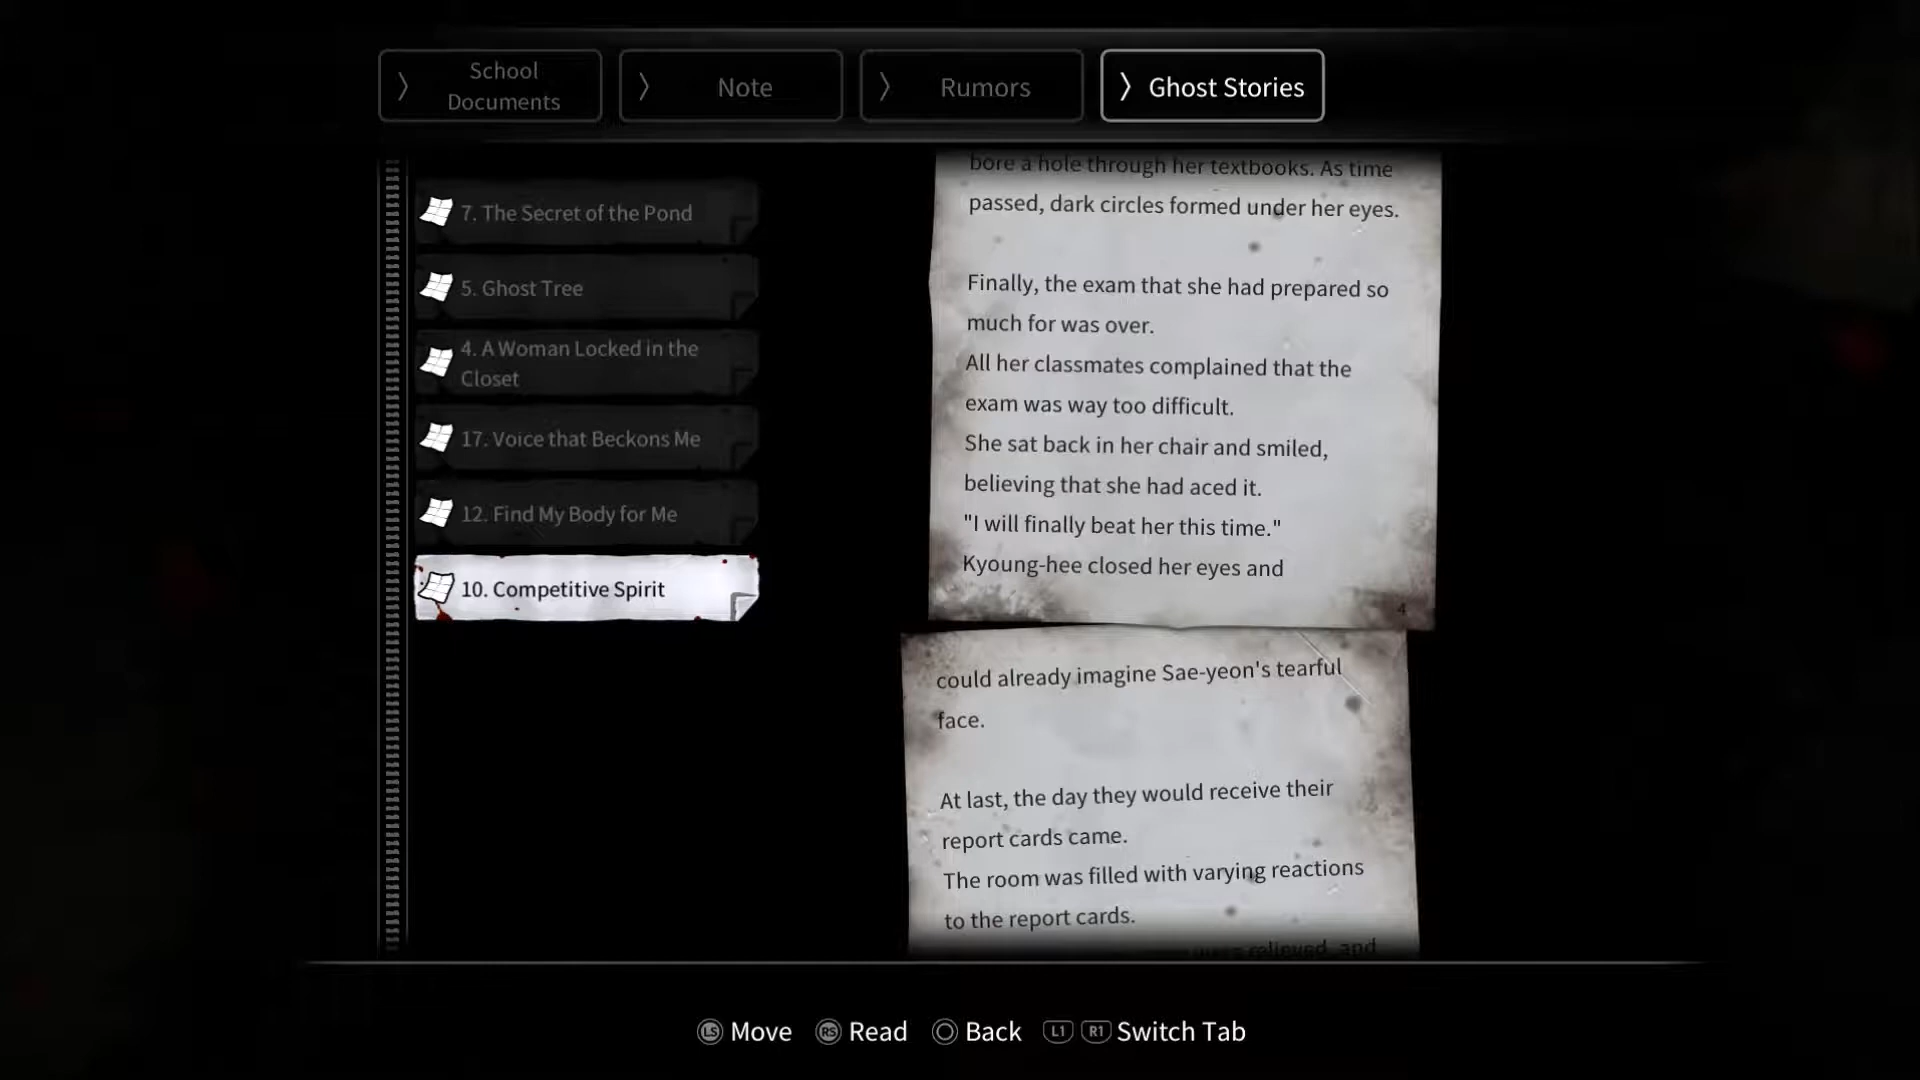 School
Documents
Note
Rumors
Ghost Stories
7. The Secret of the Pond
5. Ghost Tree
4. A Woman Locked in the
Closet
17. Voice that Beckons Me
12. Find My Body for Me
10. Competitive Spirit
bore a hole through her textbooks. As time
passed, dark circles formed under her eyes.
Finally, the exam that she had prepared so
much for was over.
All her classmates complained that the
exam was way too difficult.
She sat back in her chair and smiled,
believing that she had aced it.
"I will finally beat her this time."
Kyoung-hee closed her eyes and
4
could already imagine Sae-yeon's tearful
face.
At last, the day they would receive their
report cards came.
The room was filled with varying reactions
to the report cards.
relieved, and
LS Move RS Read Back L1 R1 Switch Tab